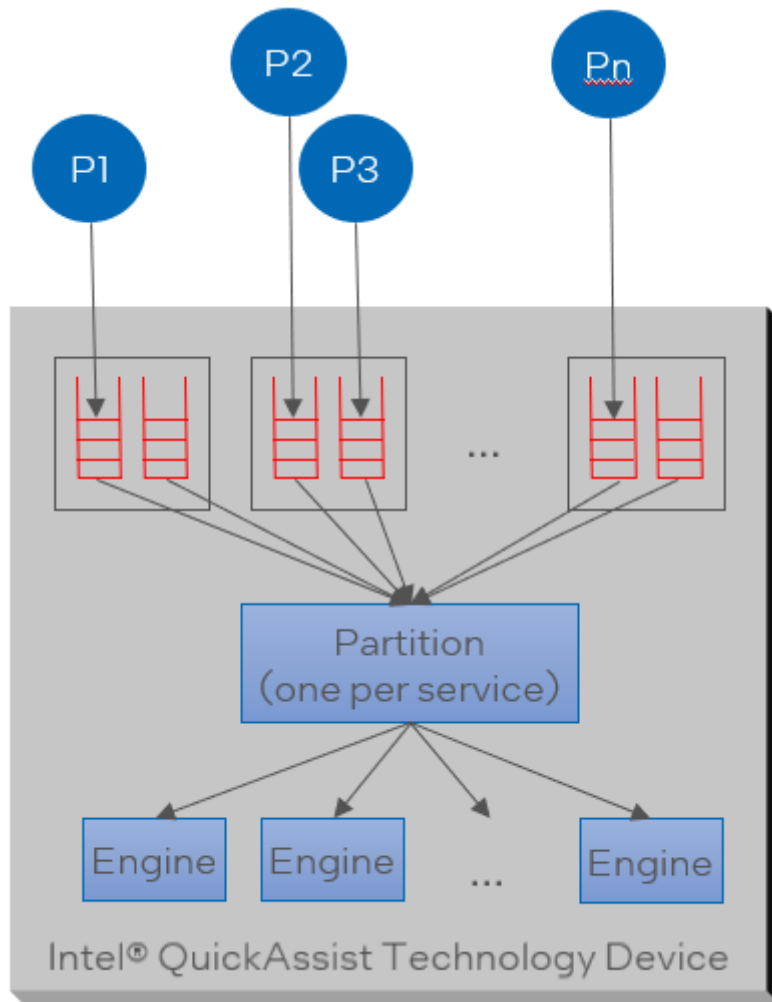 P2
Pn
P1
P3
...
Partition
(one per service)
Engine
Engine
...
Engine
Intel® QuickAssist Technology Device